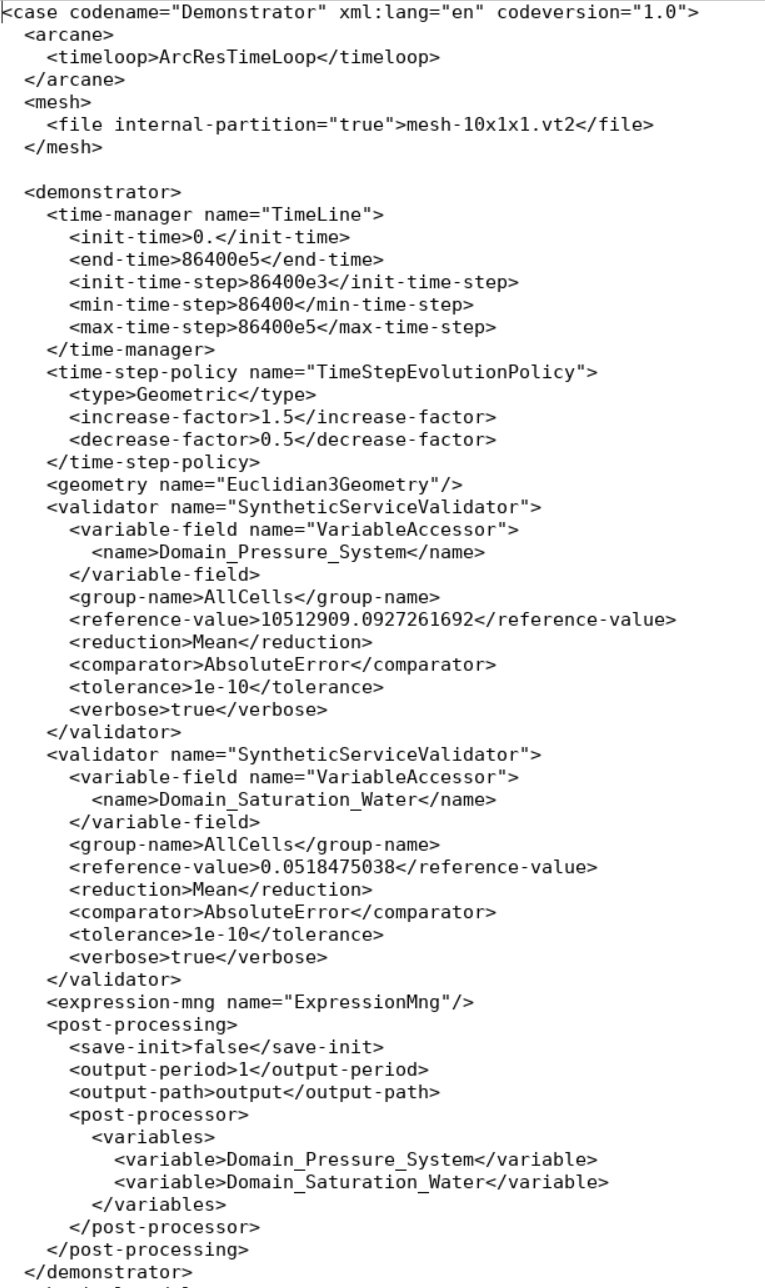 <case codename="Demonstrator" xml:lang="en" codeversion="1.0">
  <arcane>
    <timeloop>ArcResTimeLoop</timeloop>
  </arcane>
  <mesh>
    <file internal-partition="true">mesh-10x1x1.vt2</file>
  </mesh>

  <demonstrator>
    <time-manager name="TimeLine">
      <init-time>0.</init-time>
      <end-time>86400e5</end-time>
      <init-time-step>86400e3</init-time-step>
      <min-time-step>86400</min-time-step>
      <max-time-step>86400e5</max-time-step>
    </time-manager>
    <time-step-policy name="TimeStepEvolutionPolicy">
      <type>Geometric</type>
      <increase-factor>1.5</increase-factor>
      <decrease-factor>0.5</decrease-factor>
    </time-step-policy>
    <geometry name="Euclidian3Geometry"/>
    <validator name="SyntheticServiceValidator">
      <variable-field name="VariableAccessor">
        <name>Domain_Pressure_System</name>
      </variable-field>
      <group-name>AllCells</group-name>
      <reference-value>10512909.0927261692</reference-value>
      <reduction>Mean</reduction>
      <comparator>AbsoluteError</comparator>
      <tolerance>1e-10</tolerance>
      <verbose>true</verbose>
    </validator>
    <validator name="SyntheticServiceValidator">
      <variable-field name="VariableAccessor">
        <name>Domain_Saturation_Water</name>
      </variable-field>
      <group-name>AllCells</group-name>
      <reference-value>0.0518475038</reference-value>
      <reduction>Mean</reduction>
      <comparator>AbsoluteError</comparator>
      <tolerance>1e-10</tolerance>
      <verbose>true</verbose>
    </validator>
    <expression-mng name="ExpressionMng"/>
    <post-processing>
      <save-init>false</save-init>
      <output-period>1</output-period>
      <output-path>output</output-path>
      <post-processor>
        <variables>
          <variable>Domain_Pressure_System</variable>
          <variable>Domain_Saturation_Water</variable>
        </variables>
      </post-processor>
    </post-processing>
  </demonstrator>